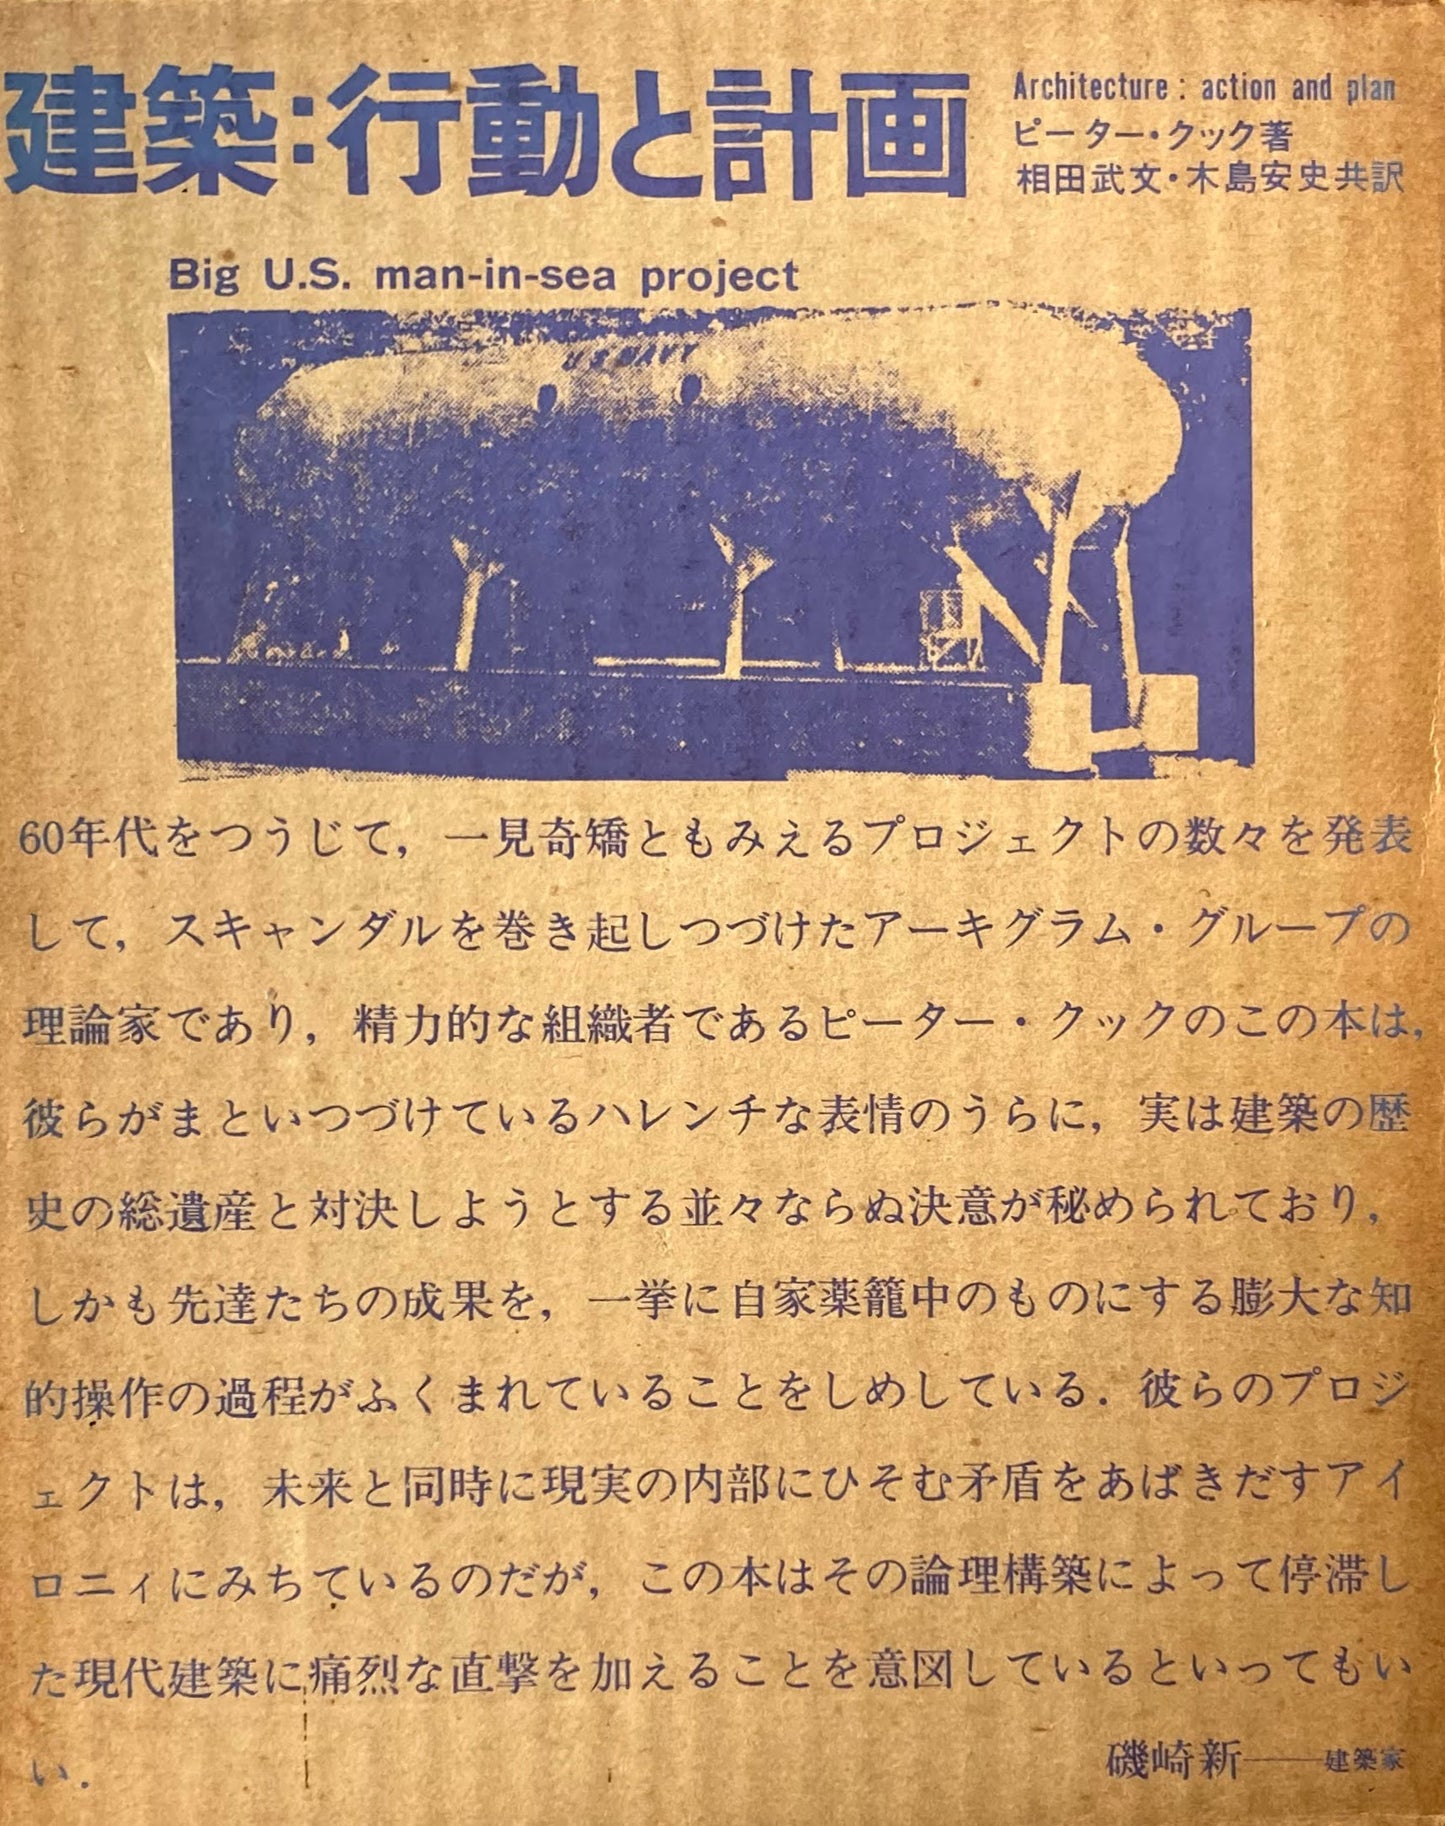 建築:行動と計画
Architecture : action and plan
ピーター・クック著
相田武文・木島安史共訳
Big U.S. man-in-sea project
U S NAVY
60年代をつうじて，一見奇矯ともみえるプロジェクトの数々を発表
して，スキャンダルを巻き起しつづけたアーキグラム・グループの
理論家であり，精力的な組織者であるピーター・クックのこの本は，
彼らがまといつづけているハレンチな表情のうらに，実は建築の歴
史の総遺産と対決しようとする並々ならぬ決意が秘められており，
しかも先達たちの成果を，一挙に自家薬籠中のものにする膨大な知
的操作の過程がふくまれていることをしめしている．彼らのプロジ
ェクトは，未来と同時に現実の内部にひそむ矛盾をあばきだすアイ
ロニィにみちているのだが，この本はその論理構築によって停滞し
た現代建築に痛烈な直撃を加えることを意図しているといってもい
い．
磯崎新——建築家